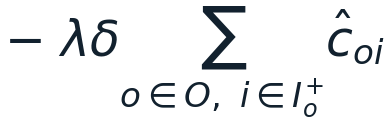 − λδ ∑_{o ∈ O, i ∈ I_o^+} ĉ_{oi}